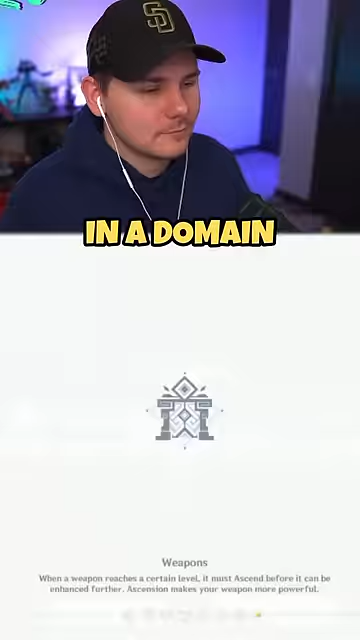 SD
IN A DOMAIN
Weapons
When a weapon reaches a certain level, it must Ascend before it can be
enhanced further. Ascension makes your weapon more powerful.